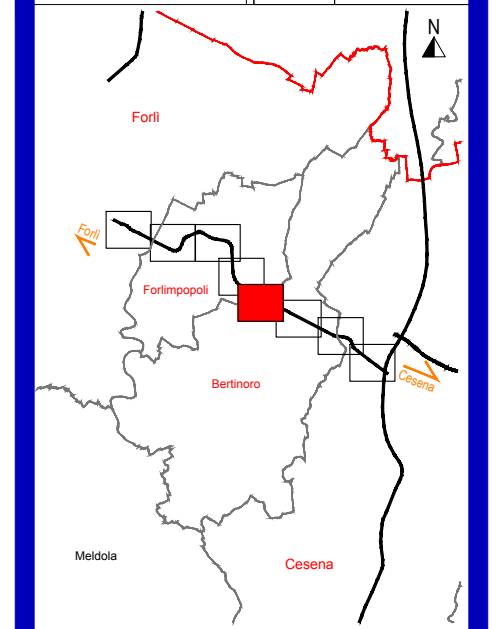 N
Forlì
Forlì
Forlimpopoli
Bertinoro
Cesena
Meldola
Cesena